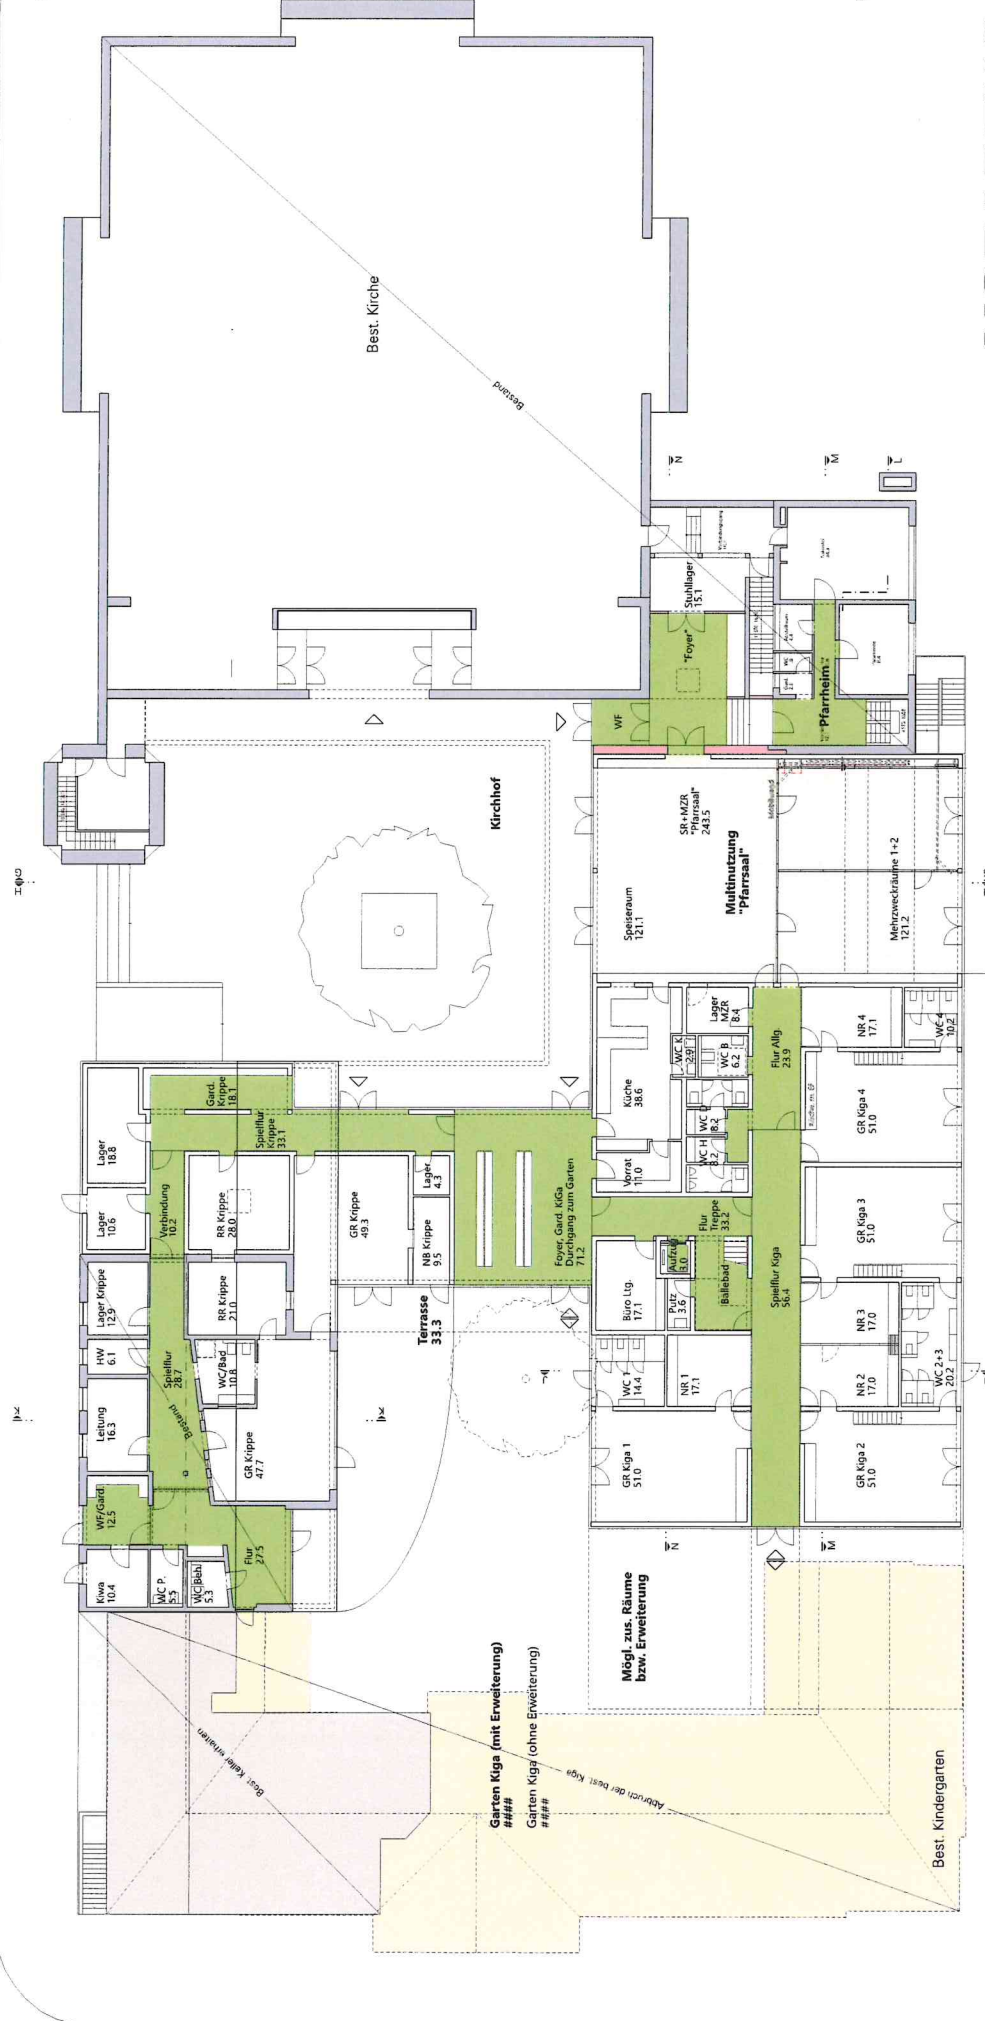 Best. Kirche
Bestand
N
M
L
Stuhllager
15.1
"Foyer"
WF
WC
Pfarrheim
Kirchhof
SR+MZR
"Pfarrsaal"
243.5
Multinutzung
"Pfarrsaal"
Speiseraum
121.1
Mehrzweckräume 1+2
121.2
Mobilwand
Küche
38.6
WC K
2.9
Lager
MZR
8.4
WC B
6.2
WC D
8.2
WC H
8.2
Flur Allg.
23.9
NR 4
17.1
WC 4
10.2
GR Kiga 4
51.0
Vorrat
11.0
Flur
Treppe
33.2
Aufzug
3.0
Bällebad
Putz
3.6
Büro Ltg.
17.1
Spielflur Kiga
56.4
GR Kiga 3
51.0
NR 3
17.0
NR 2
17.0
WC 2+3
20.2
WC 1
14.4
NR 1
17.1
GR Kiga 1
51.0
GR Kiga 2
51.0
Foyer, Gard. KiGa
Durchgang zum Garten
71.2
Gard.
Krippe
18.1
Spielflur
Krippe
33.1
Lager
18.8
Lager
10.6
Verbindung
10.2
RR Krippe
28.0
GR Krippe
49.3
Lager
4.3
NB Krippe
9.5
Lager Krippe
12.9
RR Krippe
21.0
HW
6.1
Spielflur
28.7
WC/Bad
10.8
Leitung
16.3
Bestand
GR Krippe
47.7
WF/Gard.
12.5
Kiwa
10.4
WC P.
5.5
WC Beh.
5.3
Flur
27.5
Terrasse
33.3
K
K
N
M
Mögl. zus. Räume
bzw. Erweiterung
Garten Kiga (mit Erweiterung)
####
Garten Kiga (ohne Erweiterung)
####
Best. Keller erhalten
Abbruch der best. Kiga
Best. Kindergarten